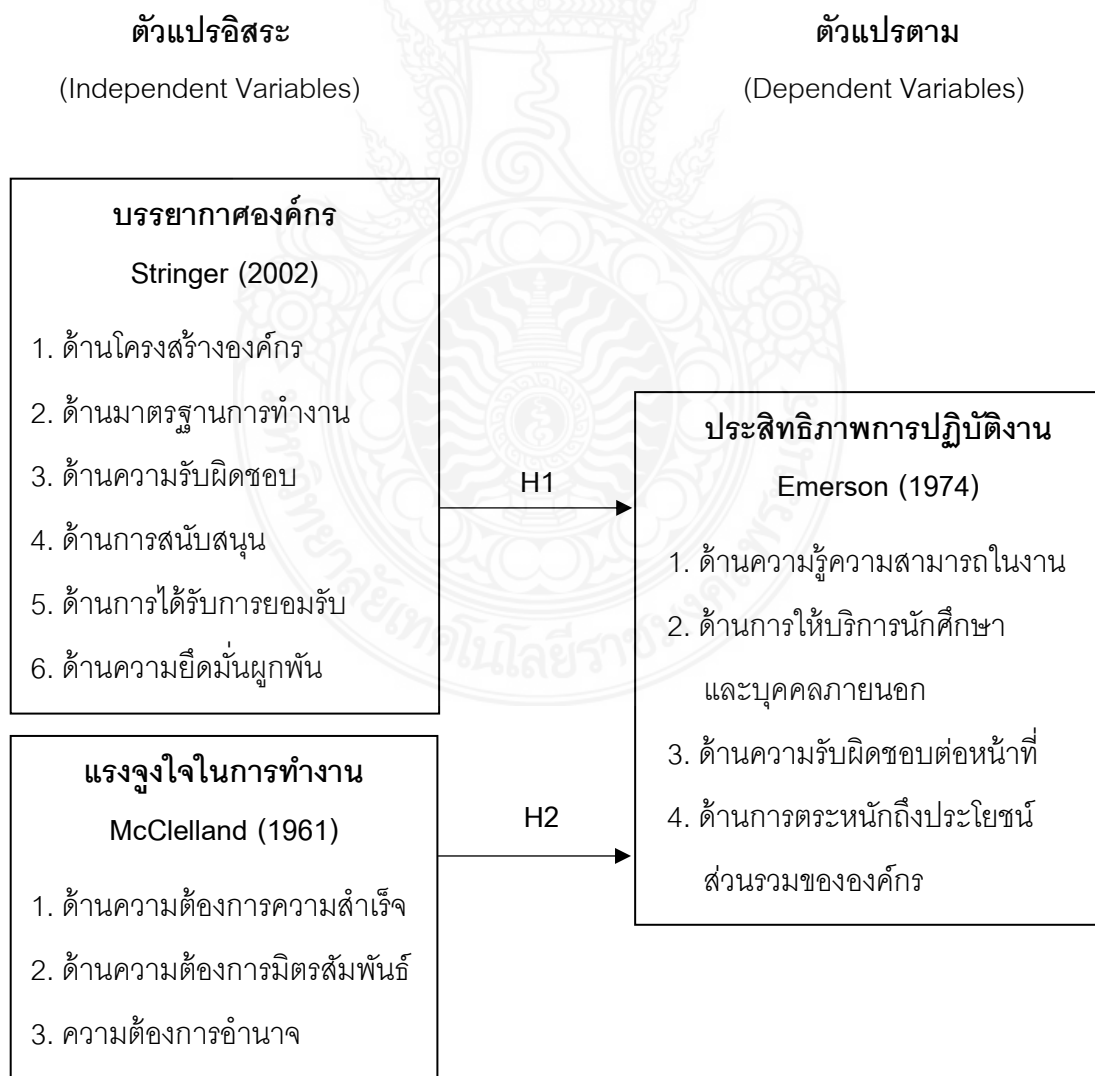 ตัวแปรอิสระ
(Independent Variables)
ตัวแปรตาม
(Dependent Variables)
บรรยากาศองค์กร
Stringer (2002)
1. ด้านโครงสร้างองค์กร
2. ด้านมาตรฐานการทำงาน
3. ด้านความรับผิดชอบ
4. ด้านการสนับสนุน
5. ด้านการได้รับการยอมรับ
6. ด้านความยึดมั่นผูกพัน
H1
แรงจูงใจในการทำงาน
McClelland (1961)
1. ด้านความต้องการความสำเร็จ
2. ด้านความต้องการมิตรสัมพันธ์
3. ความต้องการอำนาจ
H2
ประสิทธิภาพการปฏิบัติงาน
Emerson (1974)
1. ด้านความรู้ความสามารถในงาน
2. ด้านการให้บริการนักศึกษา
และบุคคลภายนอก
3. ด้านความรับผิดชอบต่อหน้าที่
4. ด้านการตระหนักถึงประโยชน์
ส่วนรวมขององค์กร